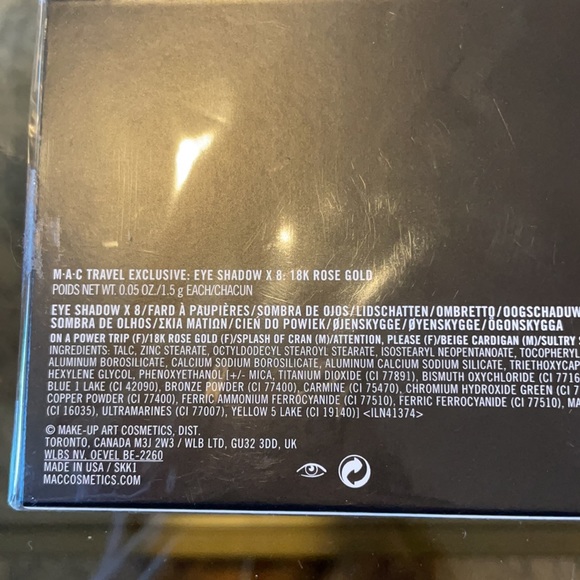 M·A·C TRAVEL EXCLUSIVE: EYE SHADOW X 8: 18K ROSE GOLD
POIDS NET WT. 0.05 OZ./1.5 g EACH/CHACUN
EYE SHADOW X 8/FARD À PAUPIÈRES/SOMBRA DE OJOS/LIDSCHATTEN/OMBRETTO/OOGSCHADUW
SOMBRA DE OLHOS/ΣΚΙΑ ΜΑΤΙΩΝ/CIEŃ DO POWIEK/ØJENSKYGGE/ØYENSKYGGE/ÖGONSKYGGA
ON A POWER TRIP (F)/18K ROSE GOLD (F)/SPLASH OF CRAN (M)/ATTENTION, PLEASE (F)/BEIGE CARDIGAN (M)/SULTRY
INGREDIENTS: TALC, ZINC STEARATE, OCTYLDODECYL STEAROYL STEARATE, ISOSTEARYL NEOPENTANOATE, TOCOPHERYL
ALUMINUM BOROSILICATE, CALCIUM SODIUM BOROSILICATE, ALUMINUM CALCIUM SODIUM SILICATE, TRIETHOXYCAP
HEXYLENE GLYCOL, PHENOXYETHANOL [+/- MICA, TITANIUM DIOXIDE (CI 77891), BISMUTH OXYCHLORIDE (CI 7716
BLUE 1 LAKE (CI 42090), BRONZE POWDER (CI 77400), CARMINE (CI 75470), CHROMIUM HYDROXIDE GREEN (CI 77
COPPER POWDER (CI 77400), FERRIC AMMONIUM FERROCYANIDE (CI 77510), FERRIC FERROCYANIDE (CI 77510), MA
(CI 16035), ULTRAMARINES (CI 77007), YELLOW 5 LAKE (CI 19140)] <ILN41374>
© MAKE-UP ART COSMETICS, DIST.
TORONTO, CANADA M3J 2W3 / WLB LTD, GU32 3DD, UK
WLBS NV, OEVEL BE-2260
MADE IN USA / SKK1
MACCOSMETICS.COM